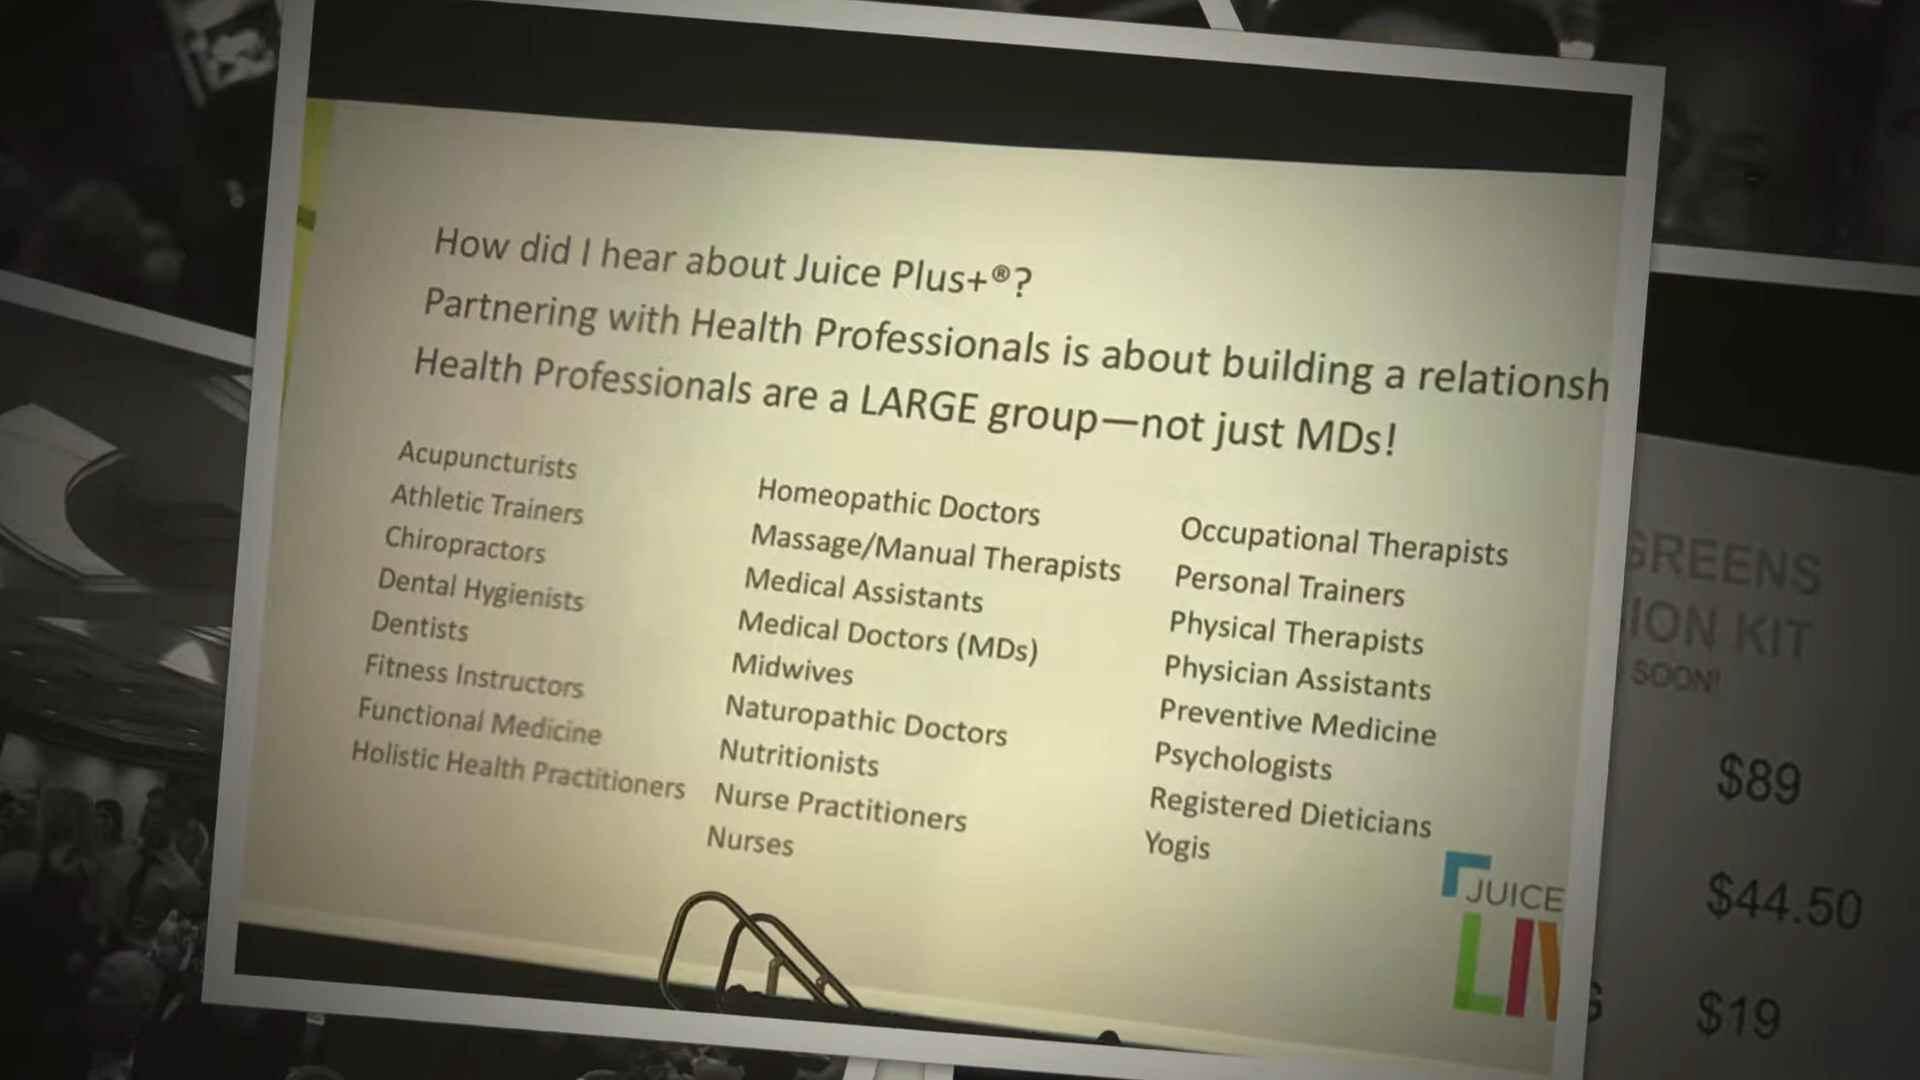 How did I hear about Juice Plus+®?
Partnering with Health Professionals is about building a relationsh
Health Professionals are a LARGE group—not just MDs!
Acupuncturists
Athletic Trainers
Chiropractors
Dental Hygienists
Dentists
Fitness Instructors
Functional Medicine
Holistic Health Practitioners
Homeopathic Doctors
Massage/Manual Therapists
Medical Assistants
Medical Doctors (MDs)
Midwives
Naturopathic Doctors
Nutritionists
Nurse Practitioners
Nurses
Occupational Therapists
Personal Trainers
Physical Therapists
Physician Assistants
Preventive Medicine
Psychologists
Registered Dieticians
Yogis
JUICE
LIV
GREENS
ION KIT
SOON!
$89
$44.50
$19